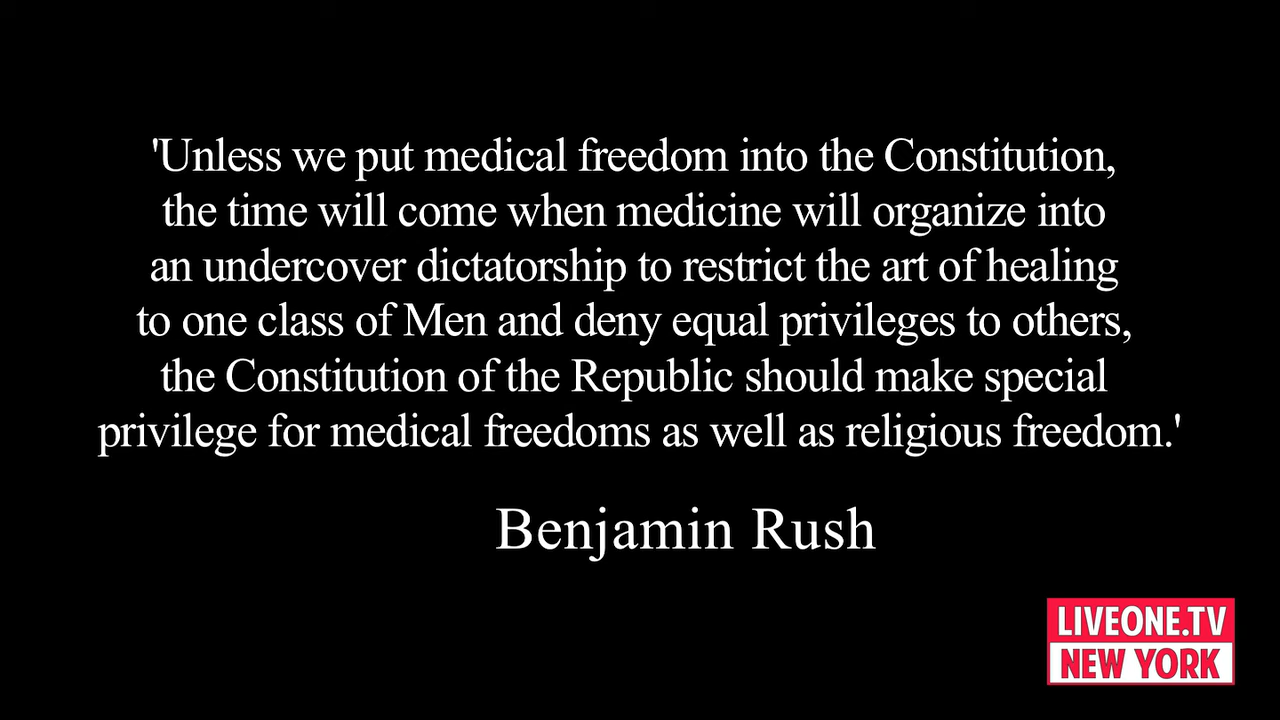 'Unless we put medical freedom into the Constitution,
the time will come when medicine will organize into
an undercover dictatorship to restrict the art of healing
to one class of Men and deny equal privileges to others,
the Constitution of the Republic should make special
privilege for medical freedoms as well as religious freedom.'
Benjamin Rush
LIVEONE.TV
NEW YORK